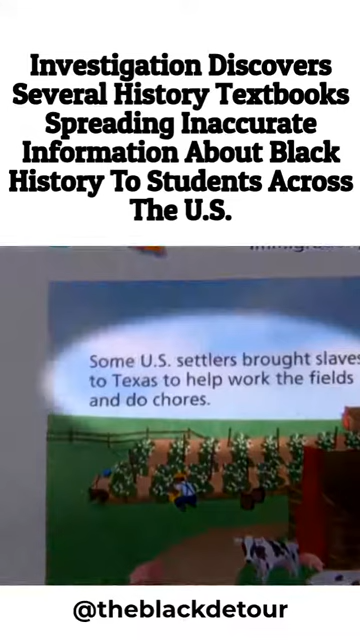 Investigation Discovers
Several History Textbooks
Spreading Inaccurate
Information About Black
History To Students Across
The U.S.
Some U.S. settlers brought slaves
to Texas to help work the fields
and do chores.
@theblackdetour